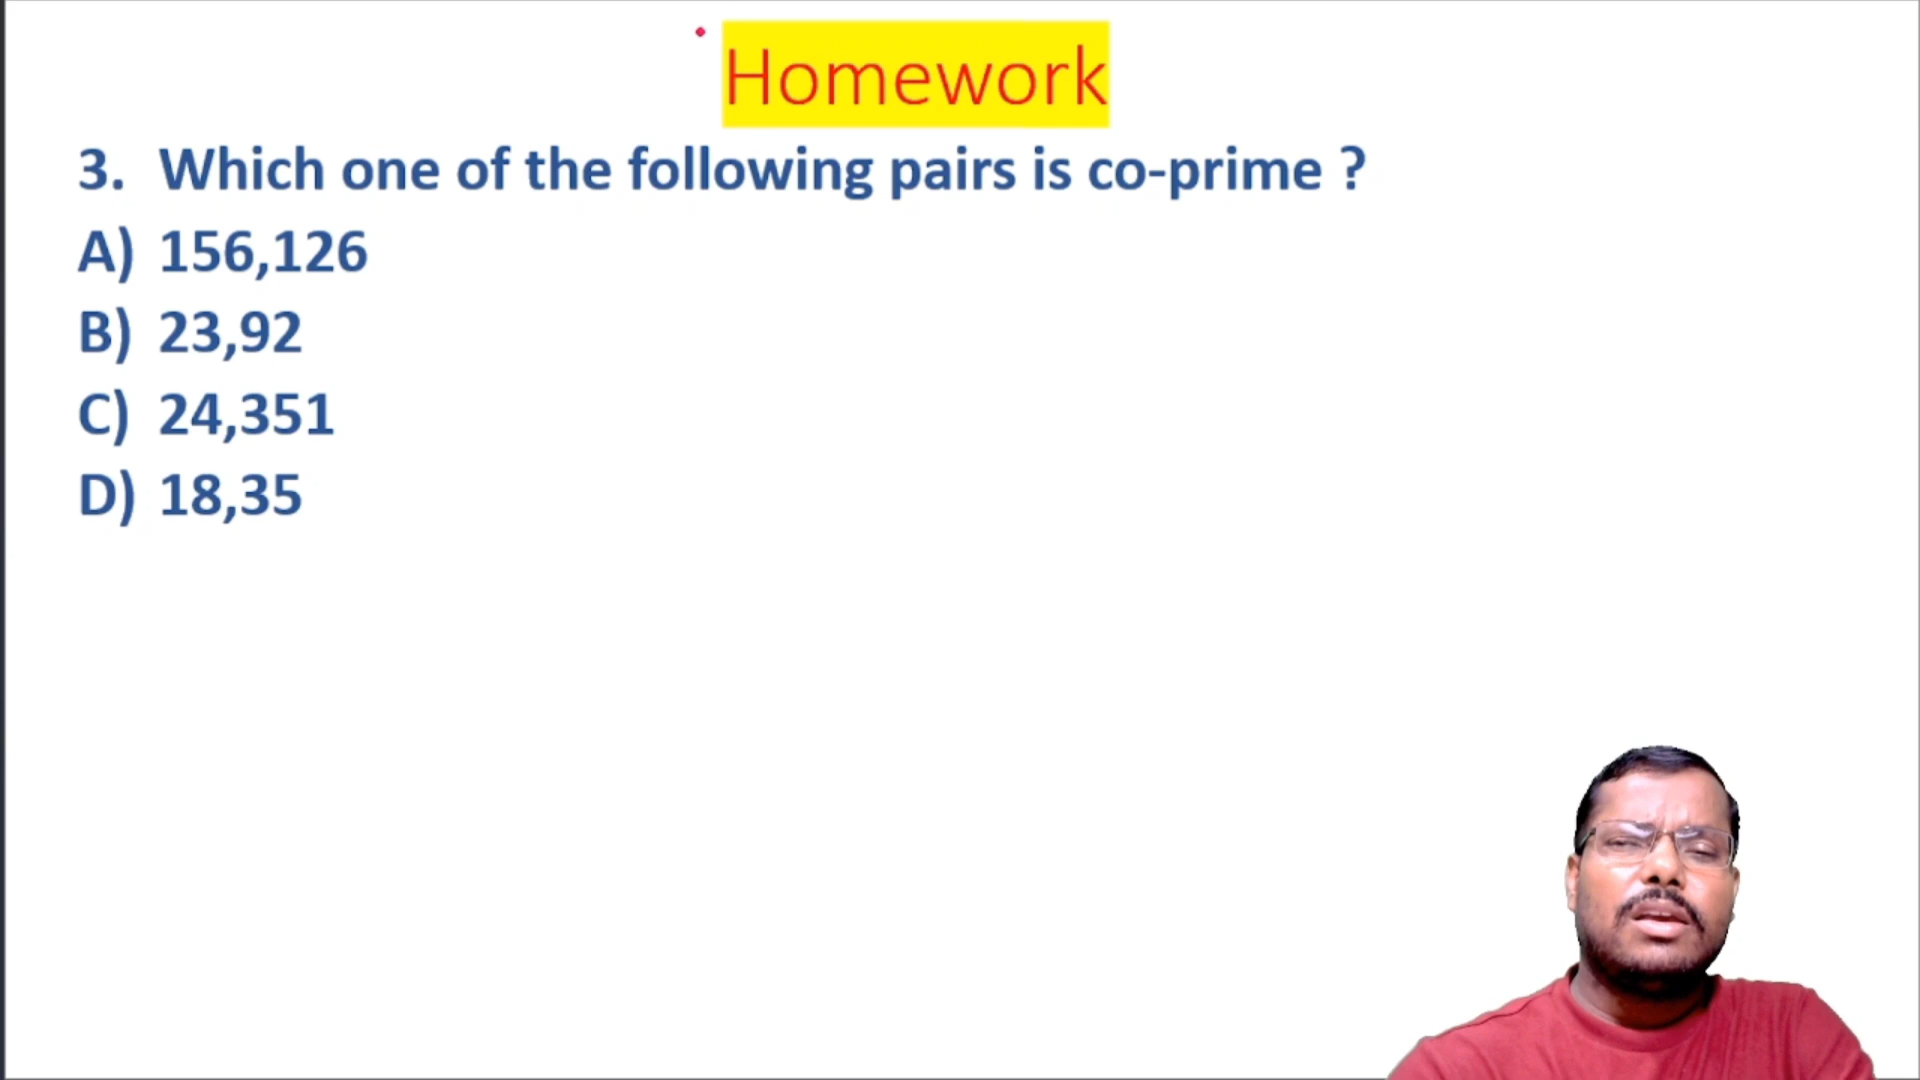 Homework
3. Which one of the following pairs is co-prime ?
A) 156,126
B) 23,92
C) 24,351
D) 18,35